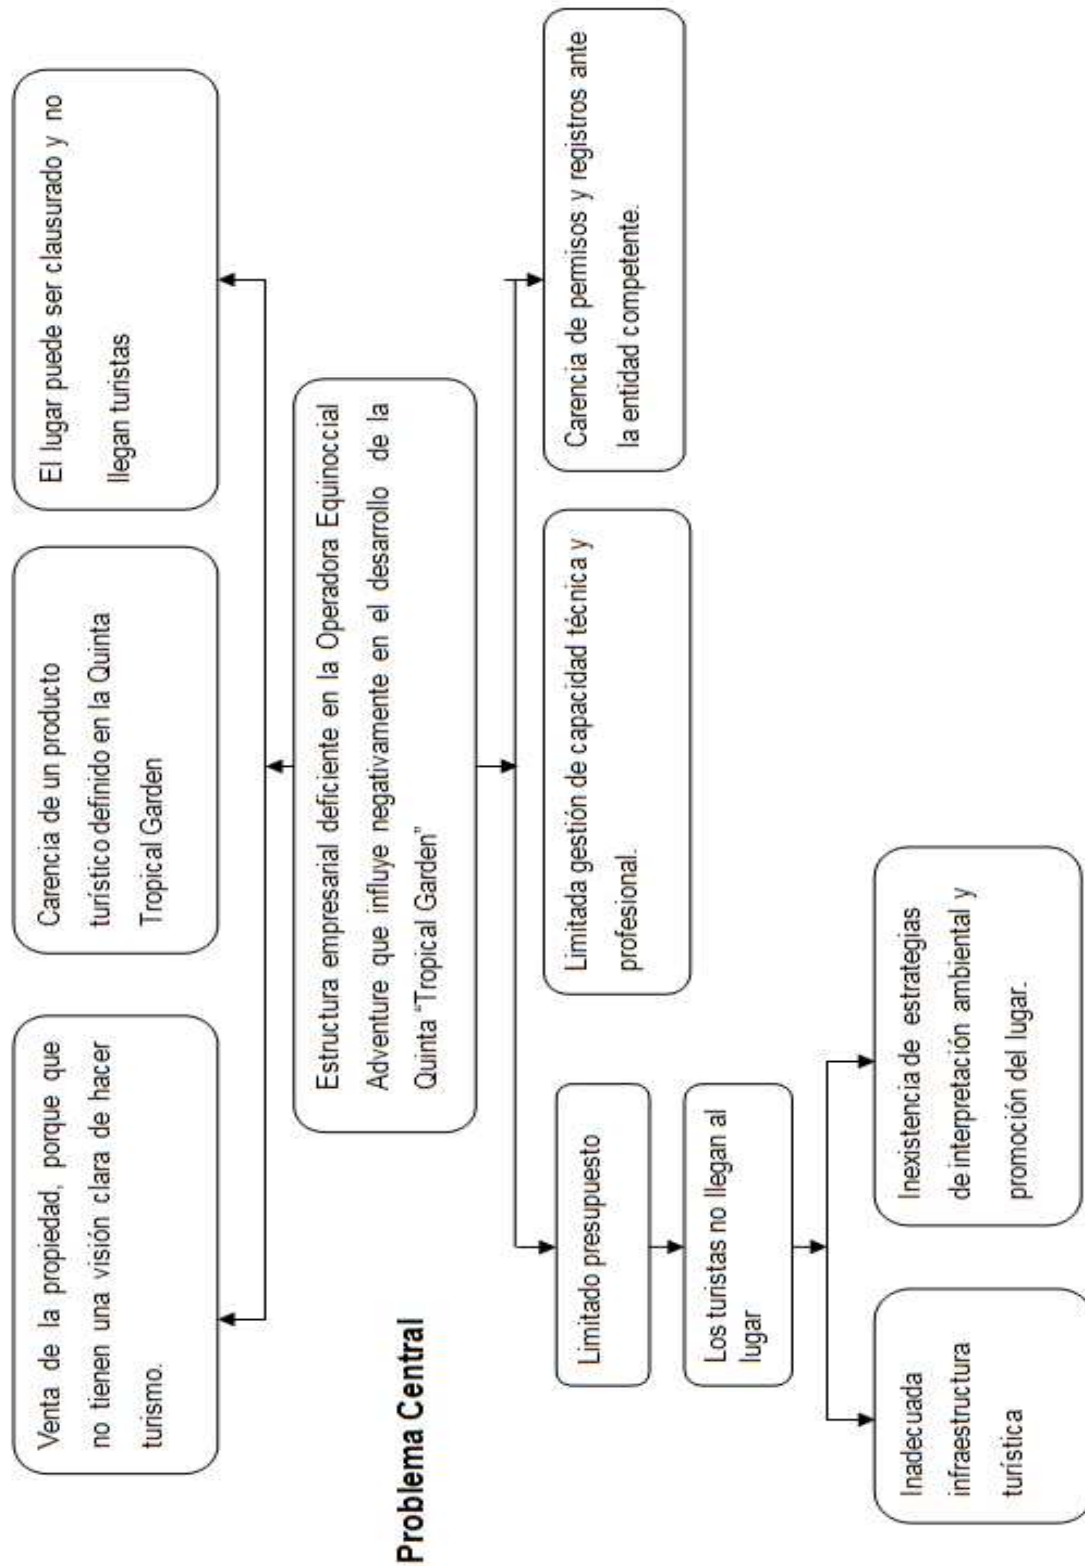 Venta de la propiedad, porque que
no tienen una visión clara de hacer
turismo.
Carencia de un producto
turístico definido en la Quinta
Tropical Garden
El lugar puede ser clausurado y no
llegan turistas
Estructura empresarial deficiente en la Operadora Equinoccial
Adventure que influye negativamente en el desarrollo de la
Quinta “Tropical Garden”
Problema Central
Limitado presupuesto
Limitada gestión de capacidad técnica y
profesional.
Carencia de permisos y registros ante
la entidad competente.
Los turistas no llegan al
lugar
Inadecuada
infraestructura
turística
Inexistencia de estrategias
de interpretación ambiental y
promoción del lugar.